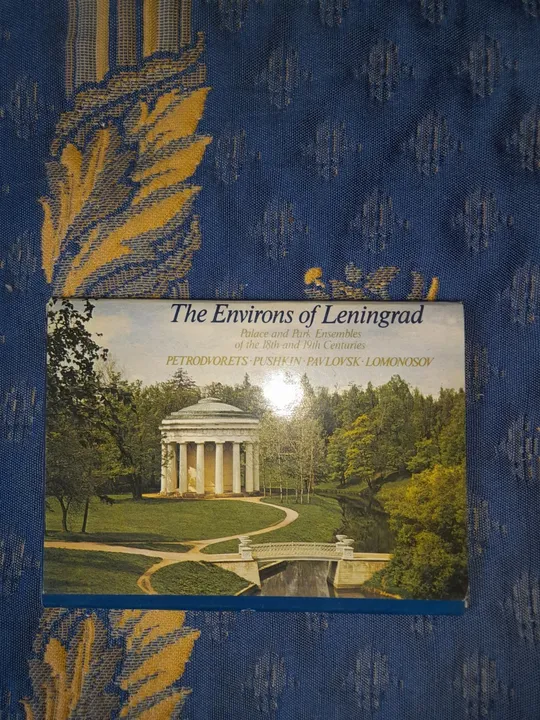 The Environs of Leningrad
Palace and Park Ensembles
of the 18th and 19th Centuries
PETRODVORETS · PUSHKIN · PAVLOVSK · LOMONOSOV